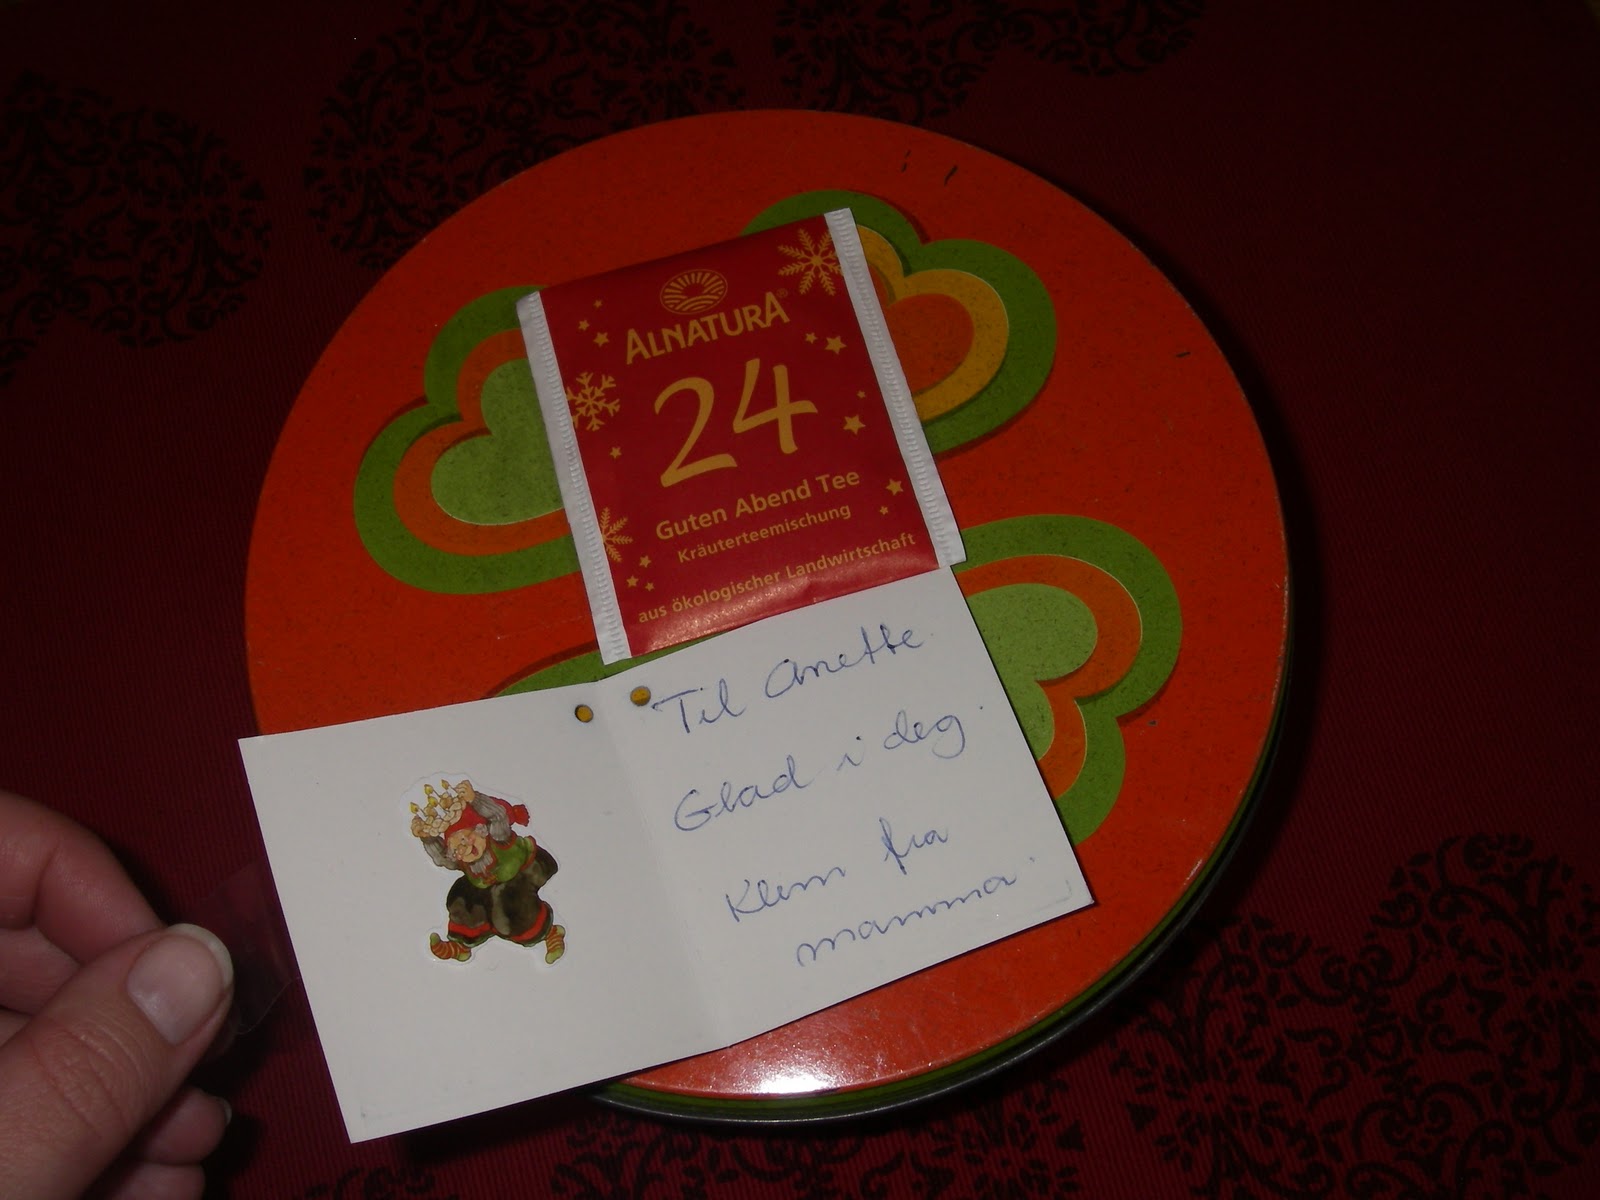 ALNATURA®
24
Guten Abend Tee
Kräuterteemischung
aus ökologischer Landwirtschaft
Til Anette
Glad i deg.
Klem fra
mamma.